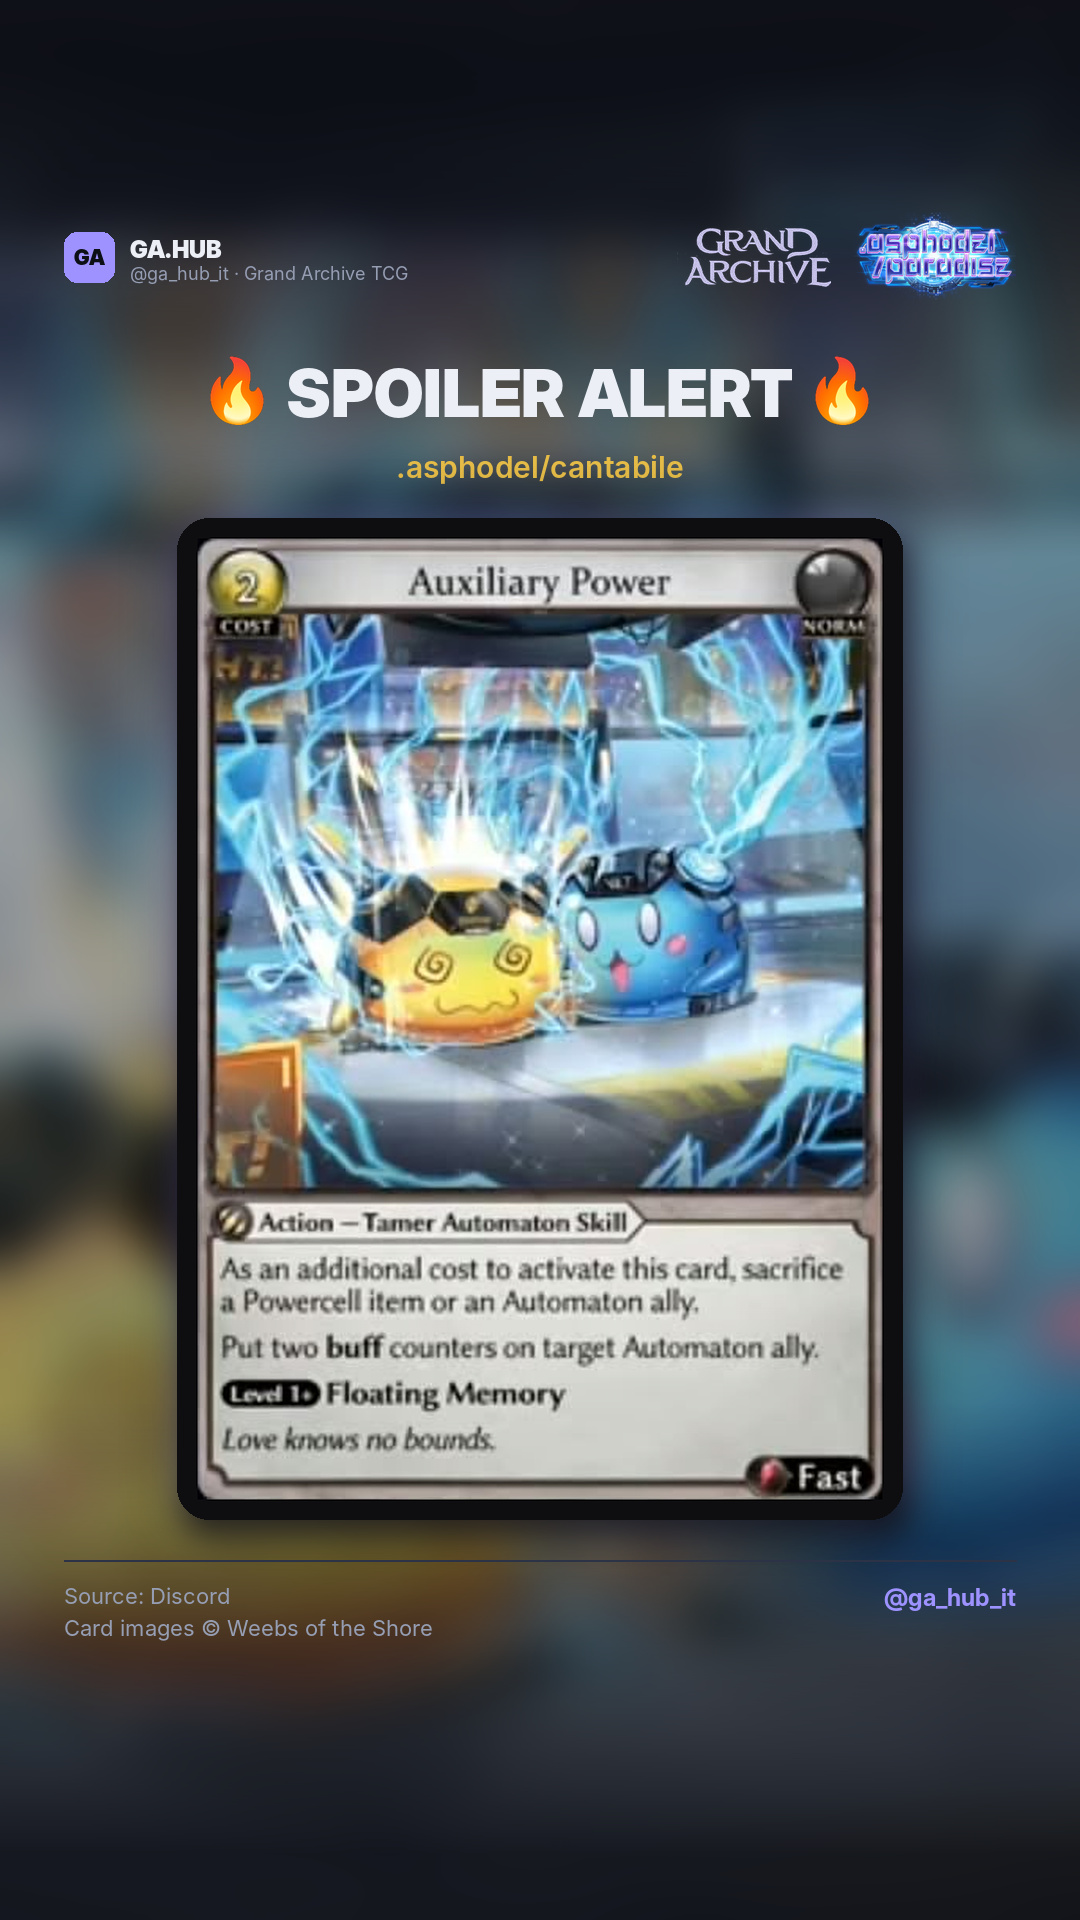 GA
GA.HUB
@ga_hub_it · Grand Archive TCG
GRAND
ARCHIVE
.asphodel
/paradise
🔥 SPOILER ALERT 🔥
.asphodel/cantabile
2
Auxiliary Power
COST
NORM
Action — Tamer Automaton Skill
As an additional cost to activate this card, sacrifice
a Powercell item or an Automaton ally.
Put two buff counters on target Automaton ally.
Level 1+ Floating Memory
Love knows no bounds.
Fast
Source: Discord
@ga_hub_it
Card images © Weebs of the Shore